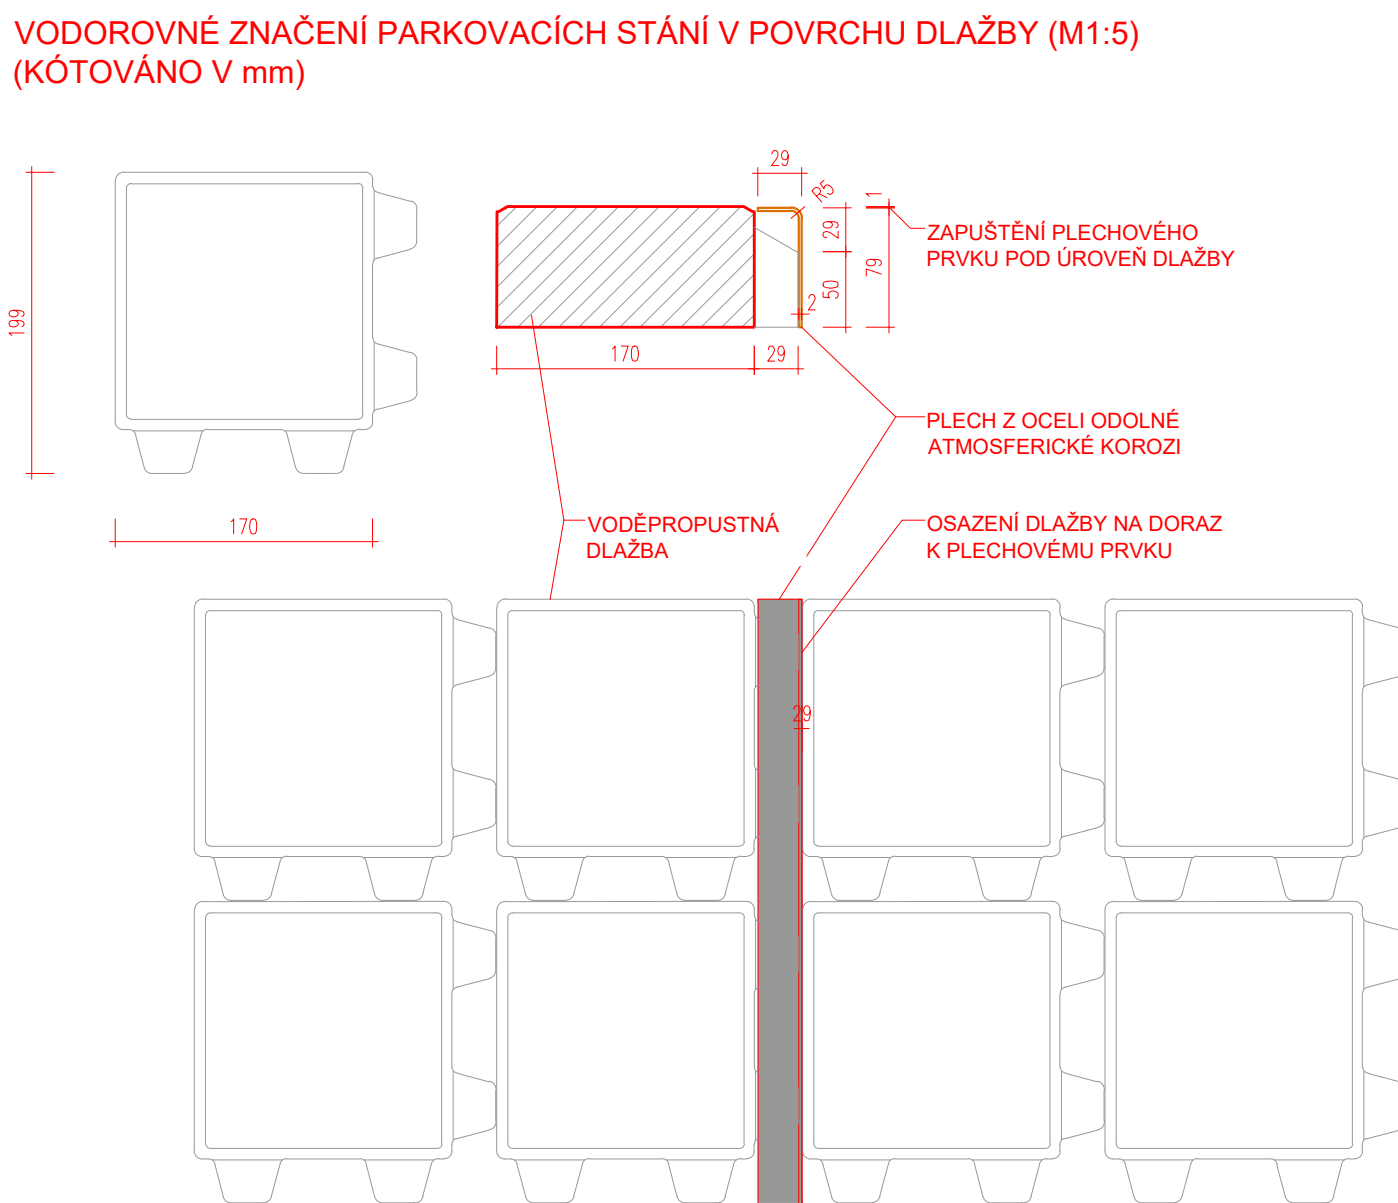 VODOROVNÉ ZNAČENÍ PARKOVACÍCH STÁNÍ V POVRCHU DLAŽBY (M1:5)
(KÓTOVÁNO V mm)
199
170
29
R5
1
29
79
50
2
170
29
ZAPUŠTĚNÍ PLECHOVÉHO
PRVKU POD ÚROVEŇ DLAŽBY
PLECH Z OCELI ODOLNÉ
ATMOSFERICKÉ KOROZI
VODĚPROPUSTNÁ
DLAŽBA
OSAZENÍ DLAŽBY NA DORAZ
K PLECHOVÉMU PRVKU
29